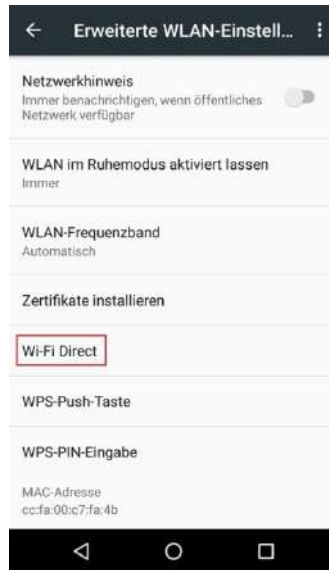 Erweiterte WLAN-Einstell...
Netzwerkhinweis
Immer benachrichtigen, wenn öffentliches
Netzwerk verfügbar
WLAN im Ruhemodus aktiviert lassen
Immer
WLAN-Frequenzband
Automatisch
Zertifikate installieren
Wi-Fi Direct
WPS-Push-Taste
WPS-PIN-Eingabe
MAC-Adresse
cc:fa:00:c7:fa:4b